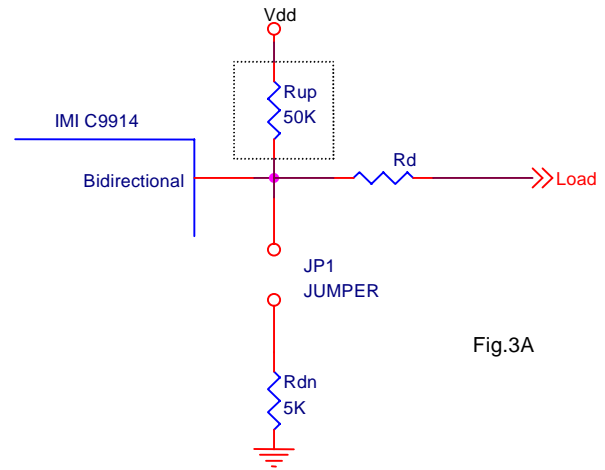 Vdd
Rup
50K
IMI C9914
Bidirectional
Rd
Load
JP1
JUMPER
Fig.3A
Rdn
5K